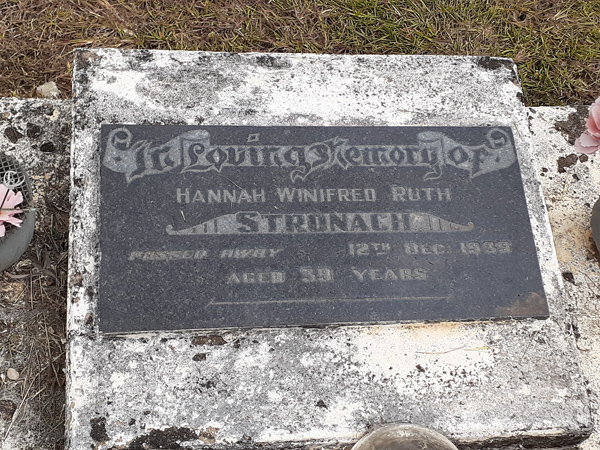 In Loving Memory of
HANNAH WINIFRED RUTH
STRONACH
PASSED AWAY 12TH DEC. 1939
AGED 39 YEARS